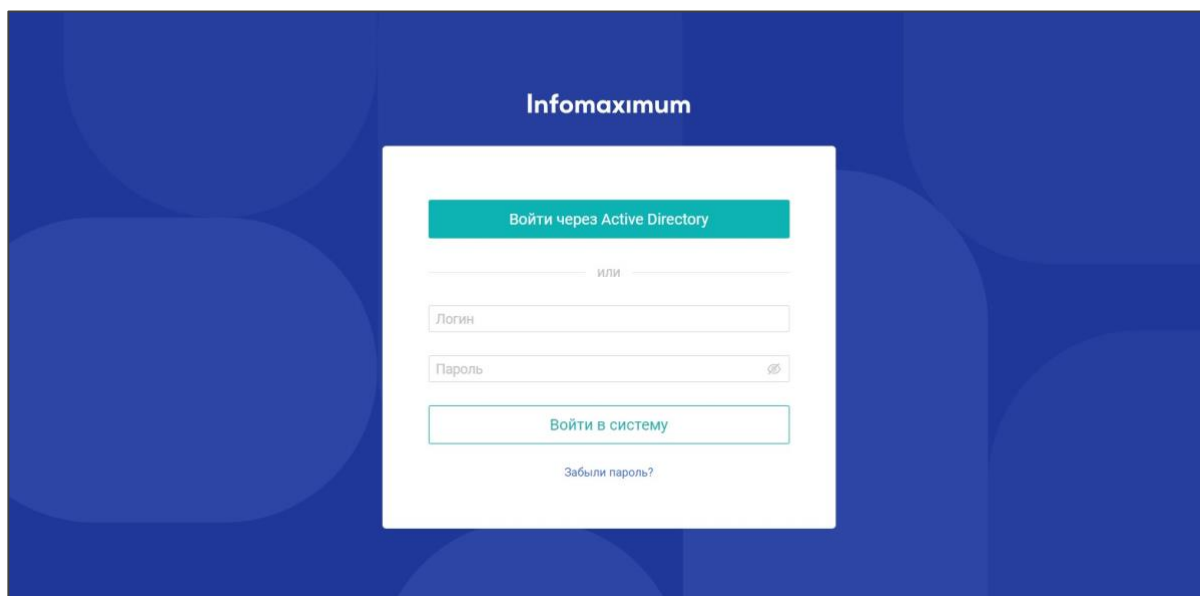 Infomaximum
Войти через Active Directory
или
Логин
Пароль
Войти в систему
Забыли пароль?